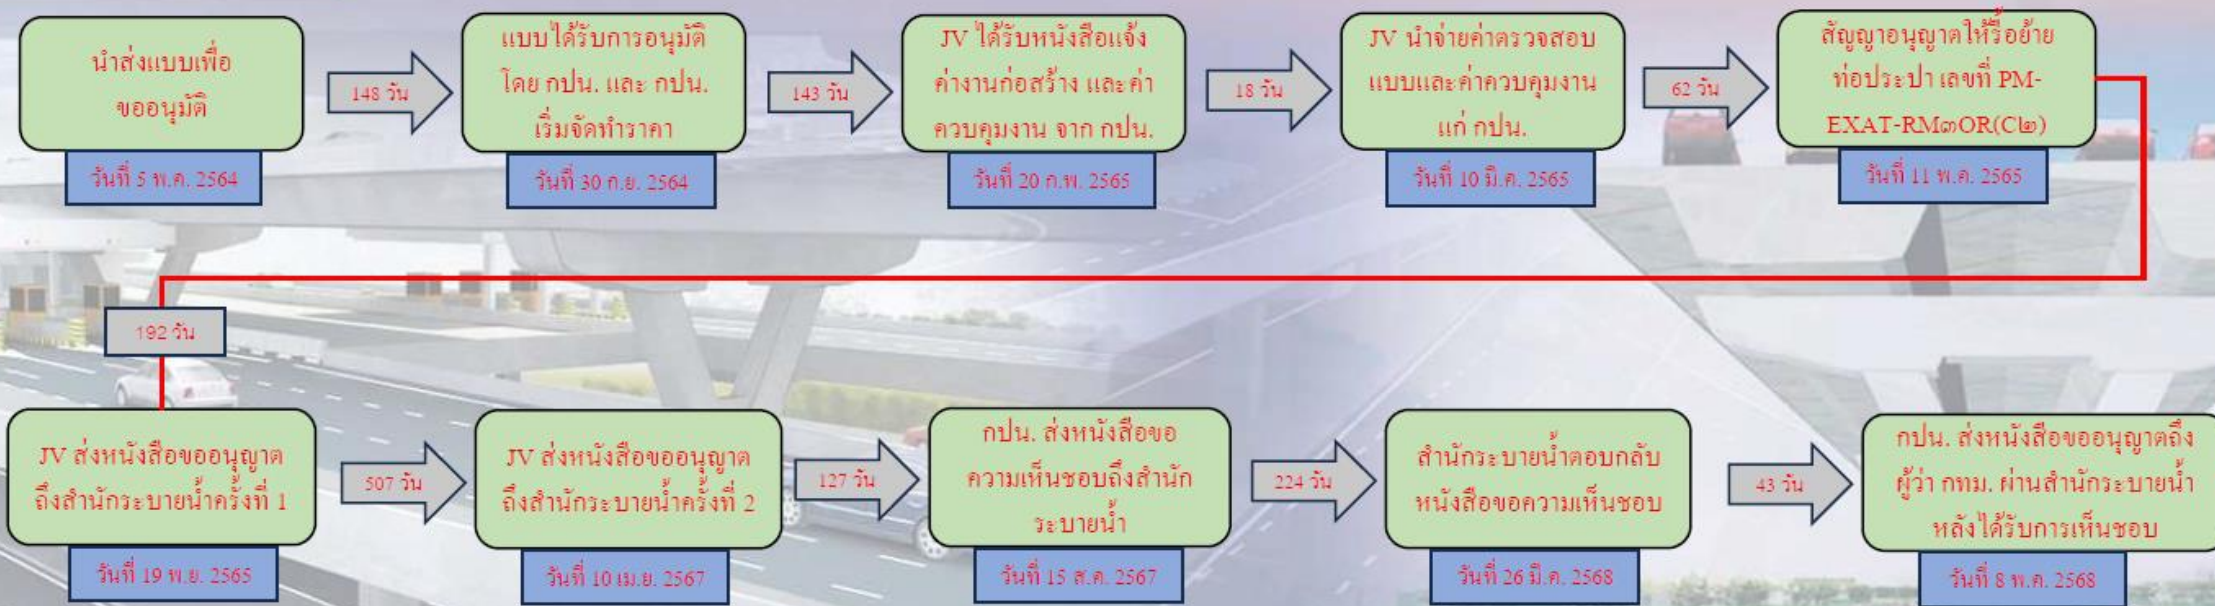 นำส่งแบบเพื่อ
ขออนุมัติ
วันที่ 5 พ.ค. 2564
148 วัน
แบบได้รับการอนุมัติ
โดย กปน. และ กปน.
เริ่มจัดทำราคา
วันที่ 30 ก.ย. 2564
143 วัน
JV ได้รับหนังสือแจ้ง
ค่างานก่อสร้าง และค่า
ควบคุมงาน จาก กปน.
วันที่ 20 ก.พ. 2565
18 วัน
JV นำจ่ายค่าตรวจสอบ
แบบและค่าควบคุมงาน
แก่ กปน.
วันที่ 10 มี.ค. 2565
62 วัน
สัญญาอนุญาตให้รื้อย้าย
ท่อประปา เลขที่ PM-
EXAT-RM๓OR(C๒)
วันที่ 11 พ.ค. 2565
192 วัน
JV ส่งหนังสือขออนุญาต
ถึงสำนักระบายน้ำครั้งที่ 1
วันที่ 19 พ.ย. 2565
507 วัน
JV ส่งหนังสือขออนุญาต
ถึงสำนักระบายน้ำครั้งที่ 2
วันที่ 10 เม.ย. 2567
127 วัน
กปน. ส่งหนังสือขอ
ความเห็นชอบถึงสำนัก
ระบายน้ำ
วันที่ 15 ส.ค. 2567
224 วัน
สำนักระบายน้ำตอบกลับ
หนังสือขอความเห็นชอบ
วันที่ 26 มี.ค. 2568
43 วัน
กปน. ส่งหนังสือขออนุญาตถึง
ผู้ว่า กทม. ผ่านสำนักระบายน้ำ
หลังได้รับการเห็นชอบ
วันที่ 8 พ.ค. 2568